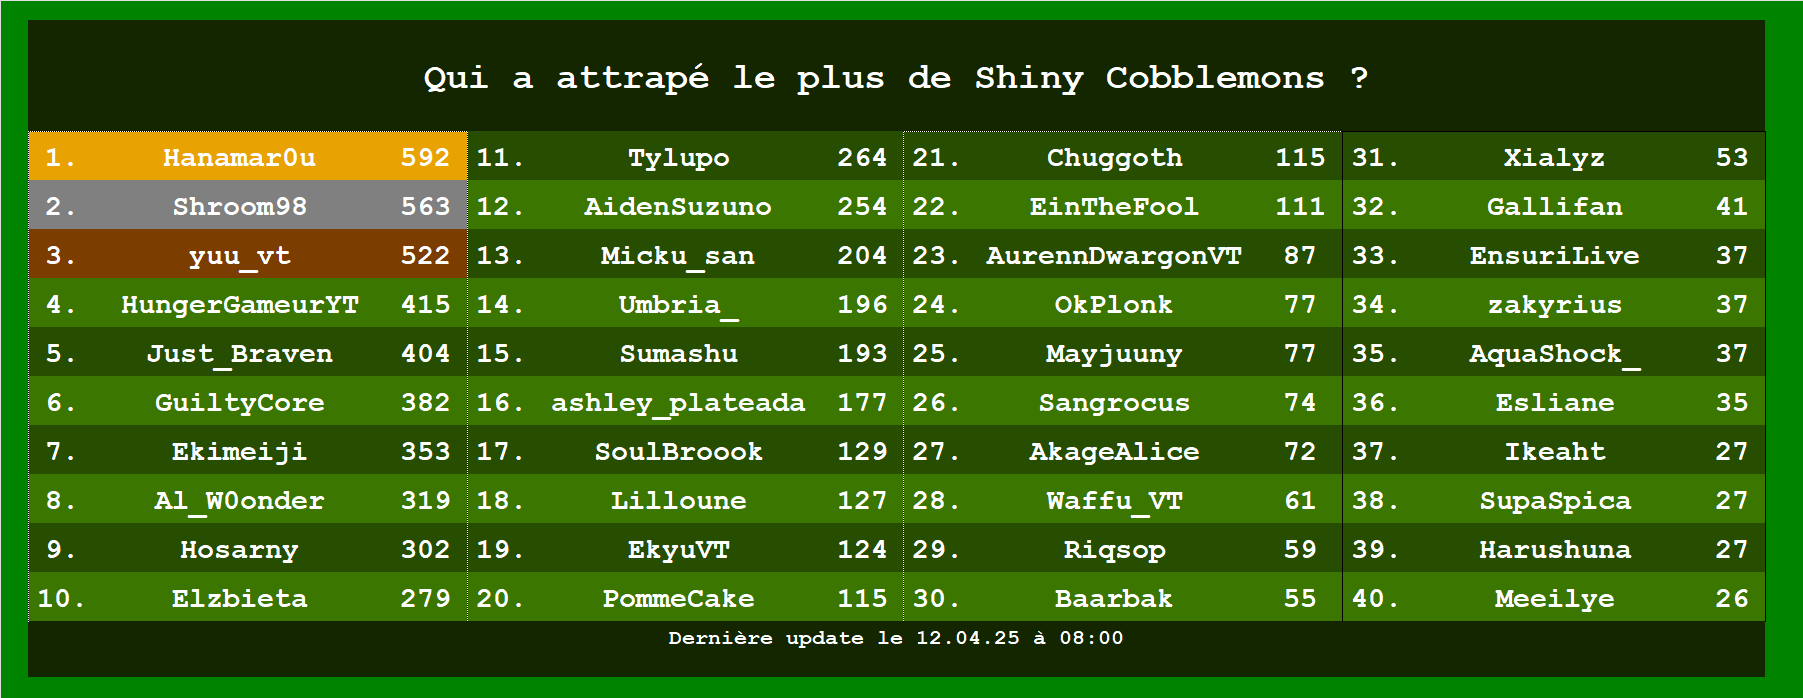 Qui a attrapé le plus de Shiny Cobblemons ?
1. Hanamar0u 592
2. Shroom98 563
3. yuu_vt 522
4. HungerGameurYT 415
5. Just_Braven 404
6. GuiltyCore 382
7. Ekimeiji 353
8. Al_W0onder 319
9. Hosarny 302
10. Elzbieta 279
11. Tylupo 264
12. AidenSuzuno 254
13. Micku_san 204
14. Umbria_ 196
15. Sumashu 193
16. ashley_plateada 177
17. SoulBroook 129
18. Lilloune 127
19. EkyuVT 124
20. PommeCake 115
21. Chuggoth 115
22. EinTheFool 111
23. AurennDwargonVT 87
24. OkPlonk 77
25. Mayjuuny 77
26. Sangrocus 74
27. AkageAlice 72
28. Waffu_VT 61
29. Riqsop 59
30. Baarbak 55
31. Xialyz 53
32. Gallifan 41
33. EnsuriLive 37
34. zakyrius 37
35. AquaShock_ 37
36. Esliane 35
37. Ikeaht 27
38. SupaSpica 27
39. Harushuna 27
40. Meeilye 26
Dernière update le 12.04.25 à 08:00